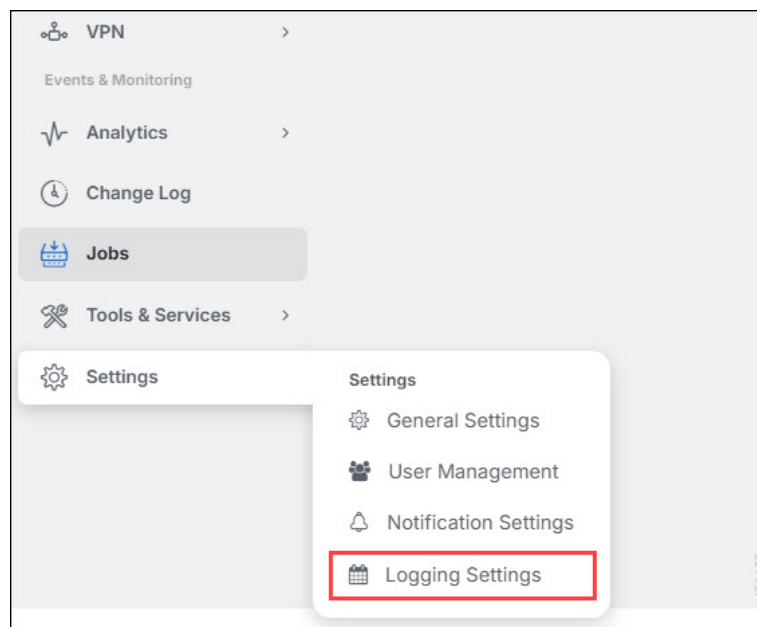 VPN
Events & Monitoring
Analytics
Change Log
Jobs
Tools & Services
Settings
Settings
General Settings
User Management
Notification Settings
Logging Settings